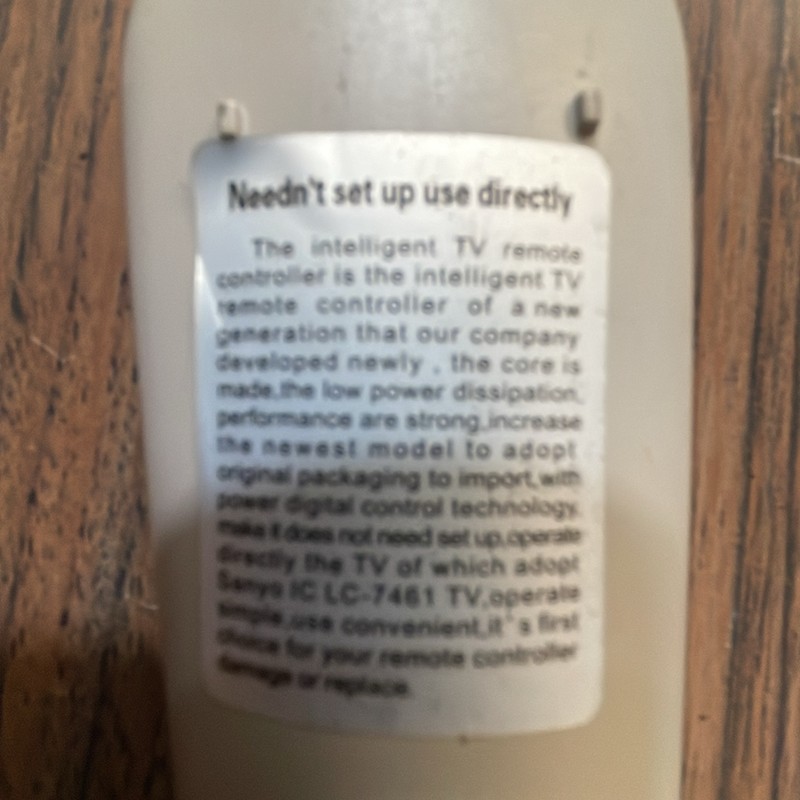 Needn't set up use directly
The intelligent TV remote
controller is the intelligent TV
remote controller of a new
generation that our company
developed newly , the core is
made,the low power dissipation,
performance are strong,increase
the newest model to adopt
original packaging to import,with
power digital control technology,
make it does not need set up,operate
directly the TV of which adopt
Sanyo IC LC-7461 TV,operate
simple,use convenient,it's first
choice for your remote controller
damage or replace.